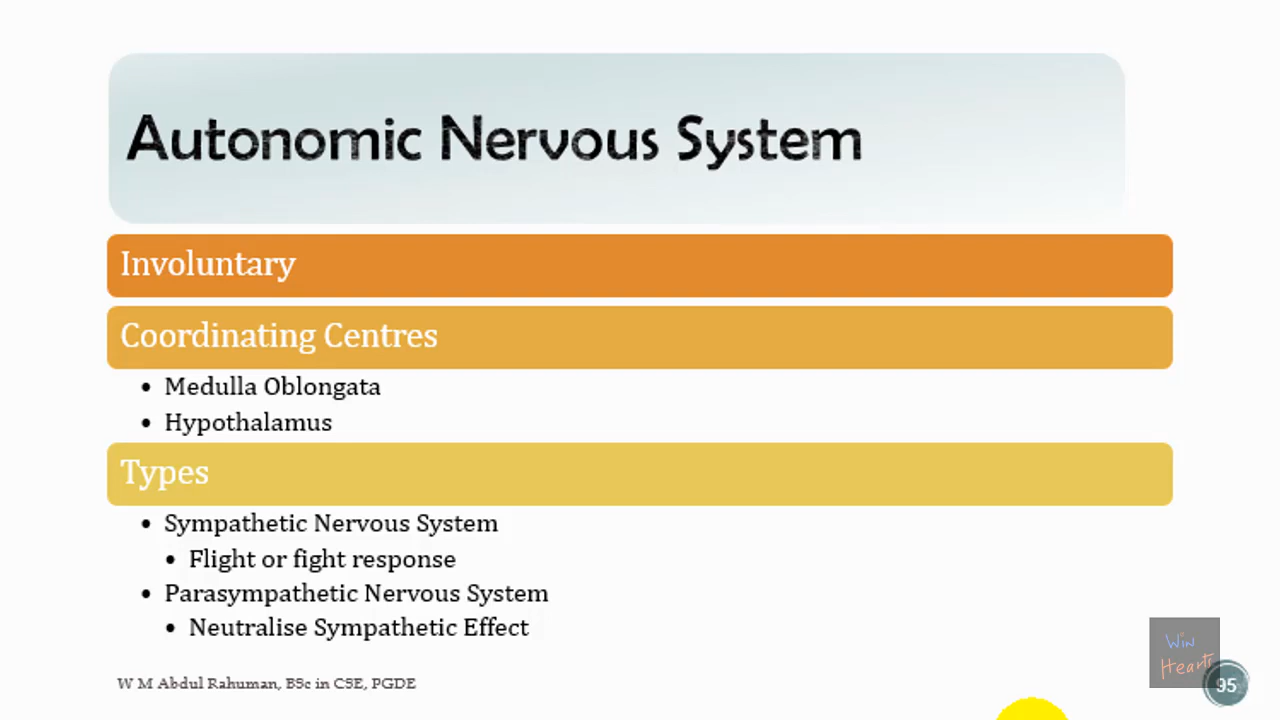 Autonomic Nervous System
Involuntary
Coordinating Centres
• Medulla Oblongata
• Hypothalamus
Types
• Sympathetic Nervous System
• Flight or fight response
• Parasympathetic Nervous System
• Neutralise Sympathetic Effect
W M Abdul Rahuman, BSc in CSE, PGDE
Win
Hearts
95